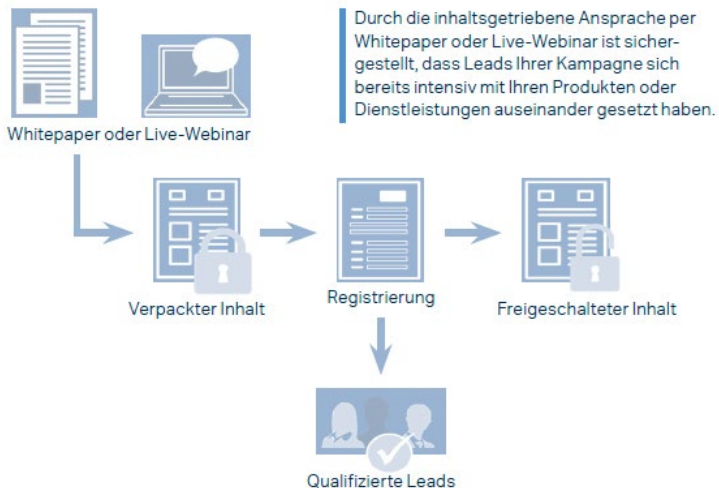 Durch die inhaltsgetriebene Ansprache per
Whitepaper oder Live-Webinar ist sicher-
gestellt, dass Leads Ihrer Kampagne sich
bereits intensiv mit Ihren Produkten oder
Dienstleistungen auseinander gesetzt haben.
Whitepaper oder Live-Webinar
Verpackter Inhalt
Registrierung
Freigeschalteter Inhalt
Qualifizierte Leads